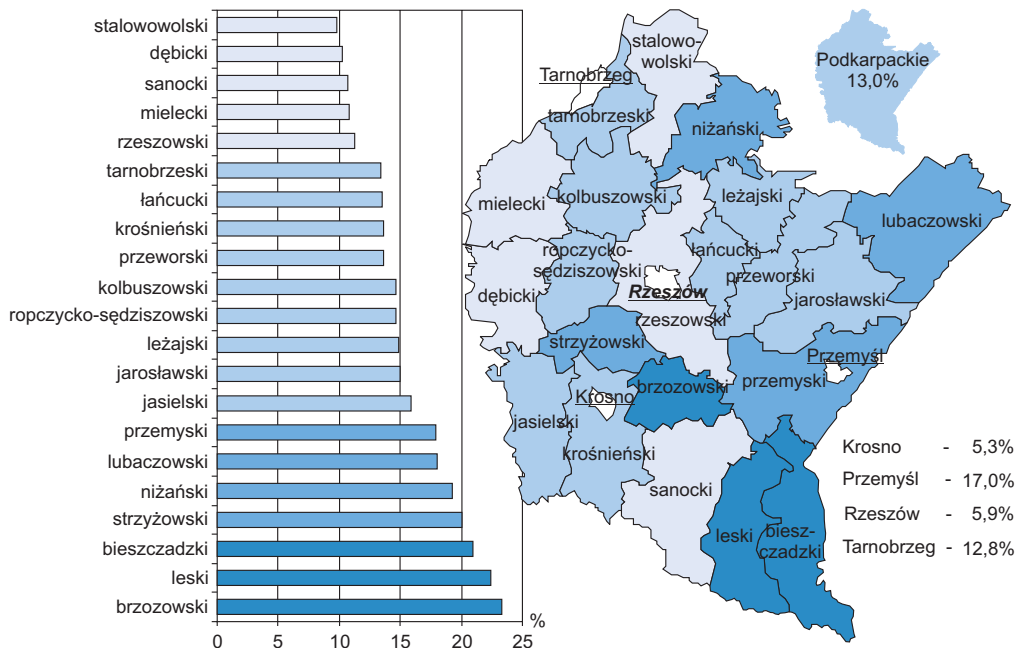 stalowowolski
dębicki
sanocki
mielecki
rzeszowski
tarnobrzeski
łańcucki
krośnieński
przeworski
kolbuszowski
ropczycko-sędziszowski
leżajski
jarosławski
jasielski
przemyski
lubaczowski
niżański
strzyżowski
bieszczadzki
leski
brzozowski
%
0 5 10 15 20 25
stalowo-
wolski
Tarnobrzeg
tarnobrzeski
niżański
mielecki
kolbuszowski
leżajski
lubaczowski
ropczycko-
sędziszowski
łańcucki
przeworski
dębicki
Rzeszów
jarosławski
rzeszowski
strzyżowski
Przemyśl
przemyski
brzozowski
Krosno
jasielski
krośnieński
sanocki
leski
biesz-
czadzki
Podkarpackie
13,0%
Krosno - 5,3%
Przemyśl - 17,0%
Rzeszów - 5,9%
Tarnobrzeg - 12,8%